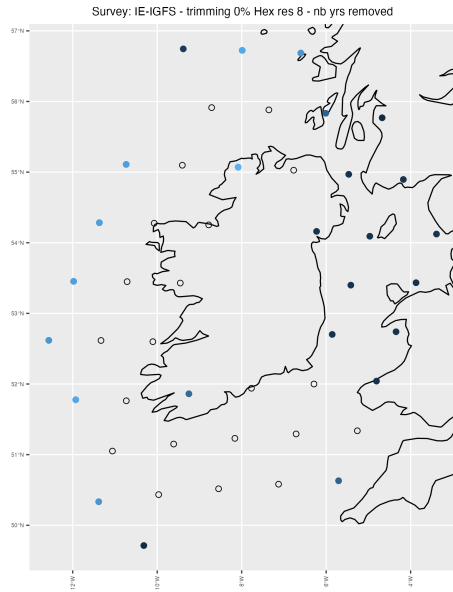 Survey: IE-IGFS - trimming 0% Hex res 8 - nb yrs removed
57°N
56°N
55°N
54°N
53°N
52°N
51°N
50°N
12°W
10°W
8°W
6°W
4°W